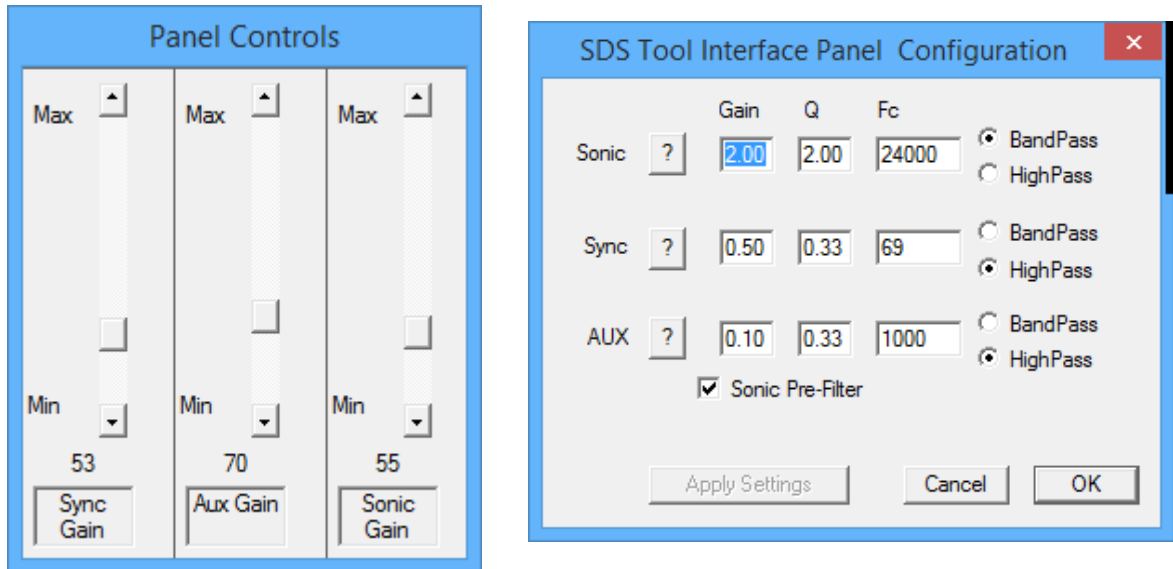 Panel Controls
Max Max Max
Min Min Min
53 70 55
Sync Gain Aux Gain Sonic Gain
SDS Tool Interface Panel Configuration
Gain Q Fc
Sonic ? 2.00 2.00 24000 BandPass
HighPass
Sync ? 0.50 0.33 69 BandPass
HighPass
AUX ? 0.10 0.33 1000 BandPass
HighPass
Sonic Pre-Filter
Apply Settings Cancel OK